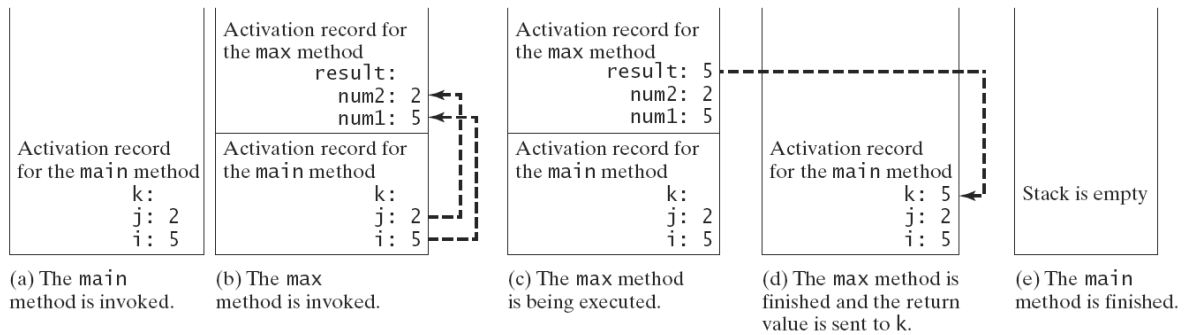 Activation record
for the main method
k:
j: 2
i: 5
(a) The main
method is invoked.
Activation record for
the max method
result:
num2: 2
num1: 5
Activation record for
the main method
k:
j: 2
i: 5
(b) The max
method is invoked.
Activation record for
the max method
result: 5
num2: 2
num1: 5
Activation record for
the main method
k:
j: 2
i: 5
(c) The max method
is being executed.
Activation record
for the main method
k: 5
j: 2
i: 5
(d) The max method is
finished and the return
value is sent to k.
Stack is empty
(e) The main
method is finished.